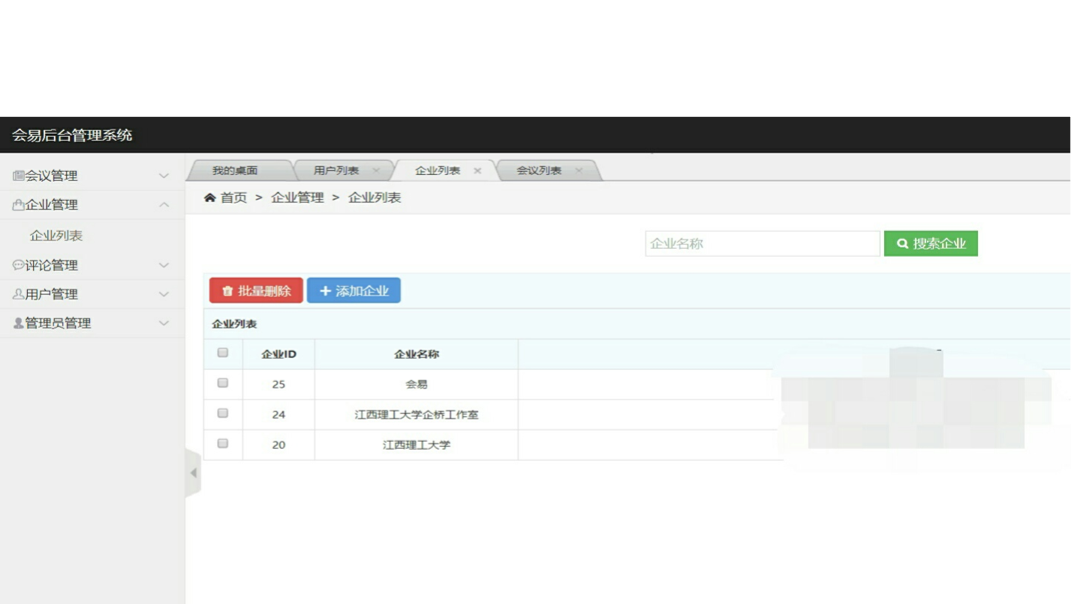 会易后台管理系统
会议管理
企业管理
企业列表
评论管理
用户管理
管理员管理
我的桌面 用户列表 企业列表 会议列表
首页 > 企业管理 > 企业列表
企业名称 搜索企业
批量删除 添加企业
企业列表
企业ID 企业名称
25 会易
24 江西理工大学企桥工作室
20 江西理工大学